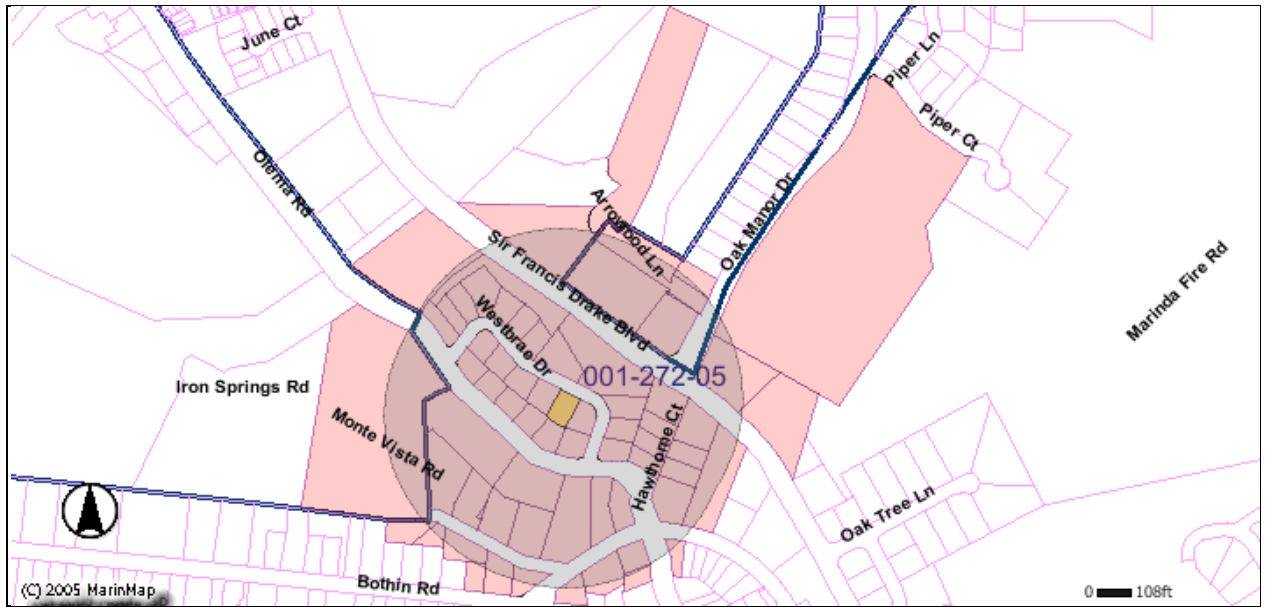 June Ct
Piper Ln
Piper Ct
Olema Rd
Arrowood Ln
Oak Manor Dr
Sir Francis Drake Blvd
Marinda Fire Rd
Westbrae Dr
001-272-05
Iron Springs Rd
Monte Vista Rd
Hawthorne Ct
Oak Tree Ln
Bothin Rd
(C) 2005 MarinMap
0 108ft